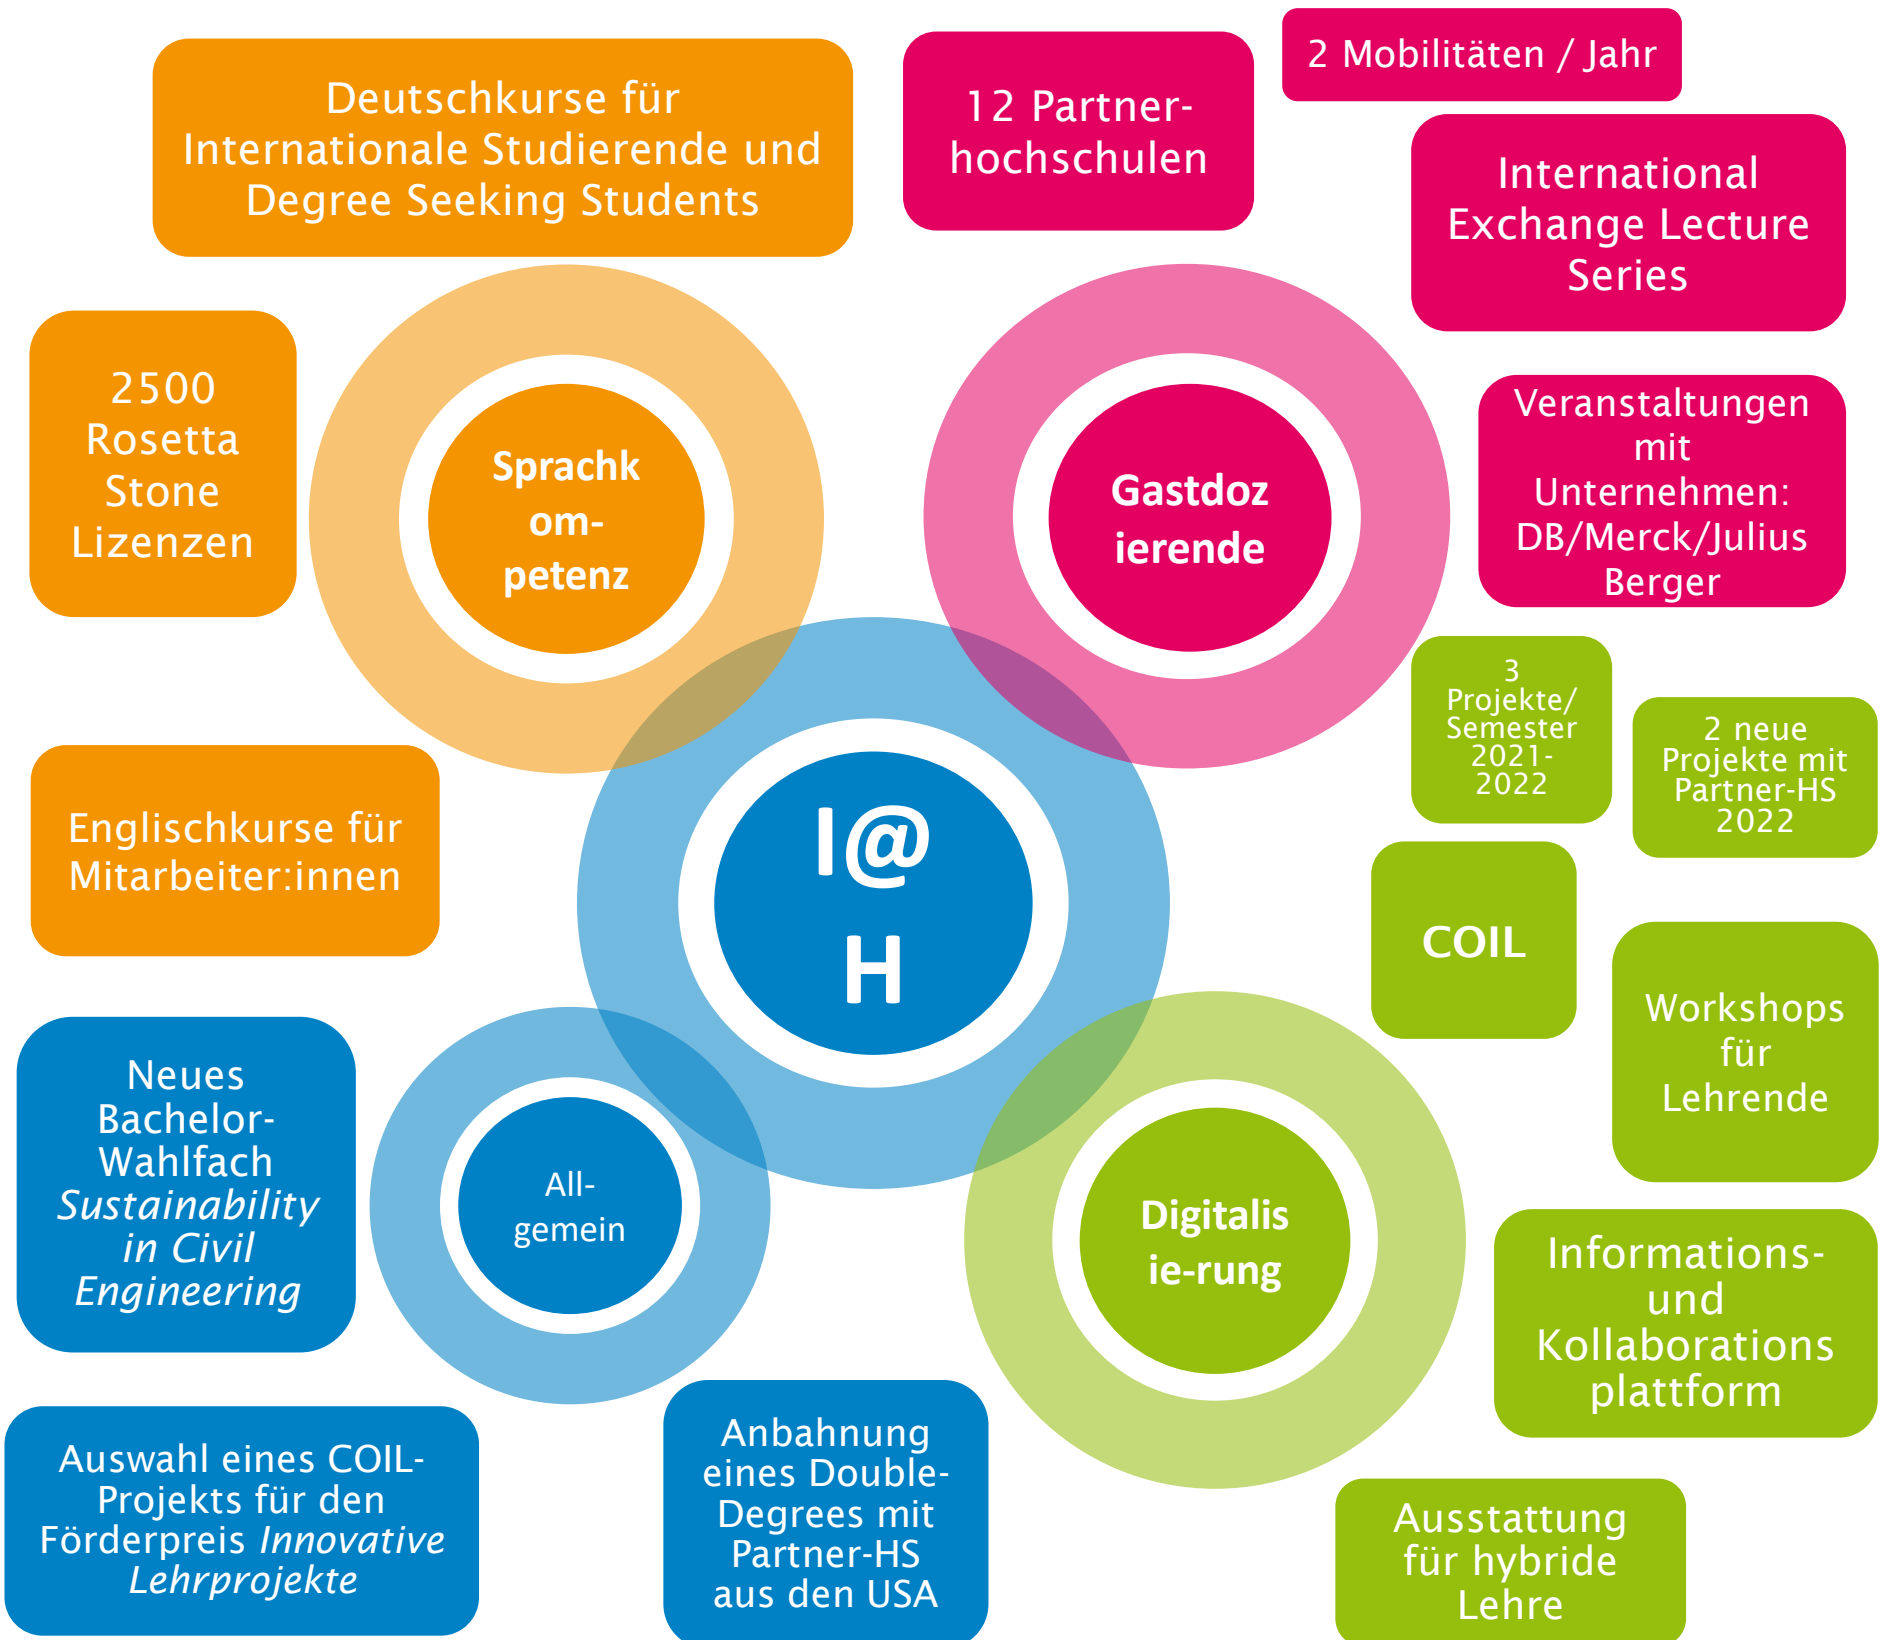 Deutschkurse für
Internationale Studierende und
Degree Seeking Students
12 Partner-
hochschulen
2 Mobilitäten / Jahr
International
Exchange Lecture
Series
2500
Rosetta
Stone
Lizenzen
Sprachk
om-
petenz
Gastdoz
ierende
Veranstaltungen
mit
Unternehmen:
DB/Merck/Julius
Berger
3
Projekte/
Semester
2021-
2022
2 neue
Projekte mit
Partner-HS
2022
Englischkurse für
Mitarbeiter:innen
I@
H
COIL
Workshops
für
Lehrende
Neues
Bachelor-
Wahlfach
Sustainability
in Civil
Engineering
All-
gemein
Digitalis
ie-rung
Informations-
und
Kollaborations
plattform
Auswahl eines COIL-
Projekts für den
Förderpreis Innovative
Lehrprojekte
Anbahnung
eines Double-
Degrees mit
Partner-HS
aus den USA
Ausstattung
für hybride
Lehre